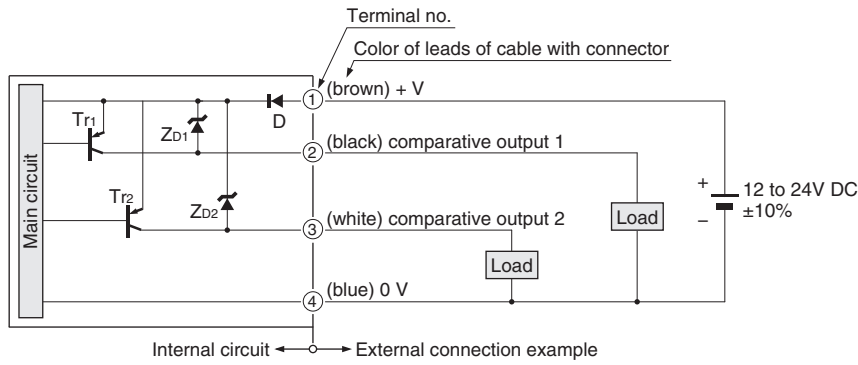 Terminal no.
Color of leads of cable with connector
1 (brown) + V
D
Tr1
ZD1
2 (black) comparative output 1
Main circuit
Tr2
ZD2
3 (white) comparative output 2
Load
Load
+
−
12 to 24V DC
±10%
4 (blue) 0 V
Internal circuit
External connection example